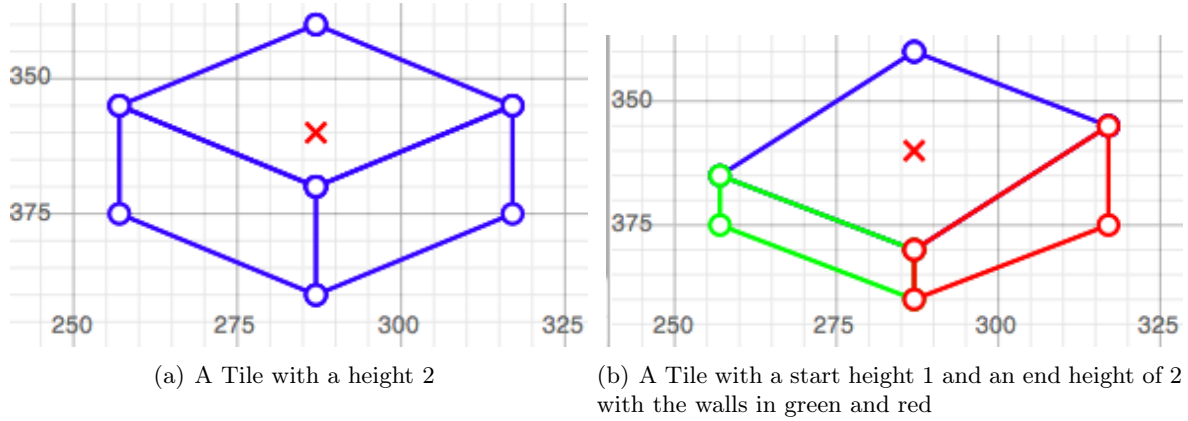 350
375
250 275 300 325
350
375
250 275 300 325
(a) A Tile with a height 2
(b) A Tile with a start height 1 and an end height of 2
with the walls in green and red